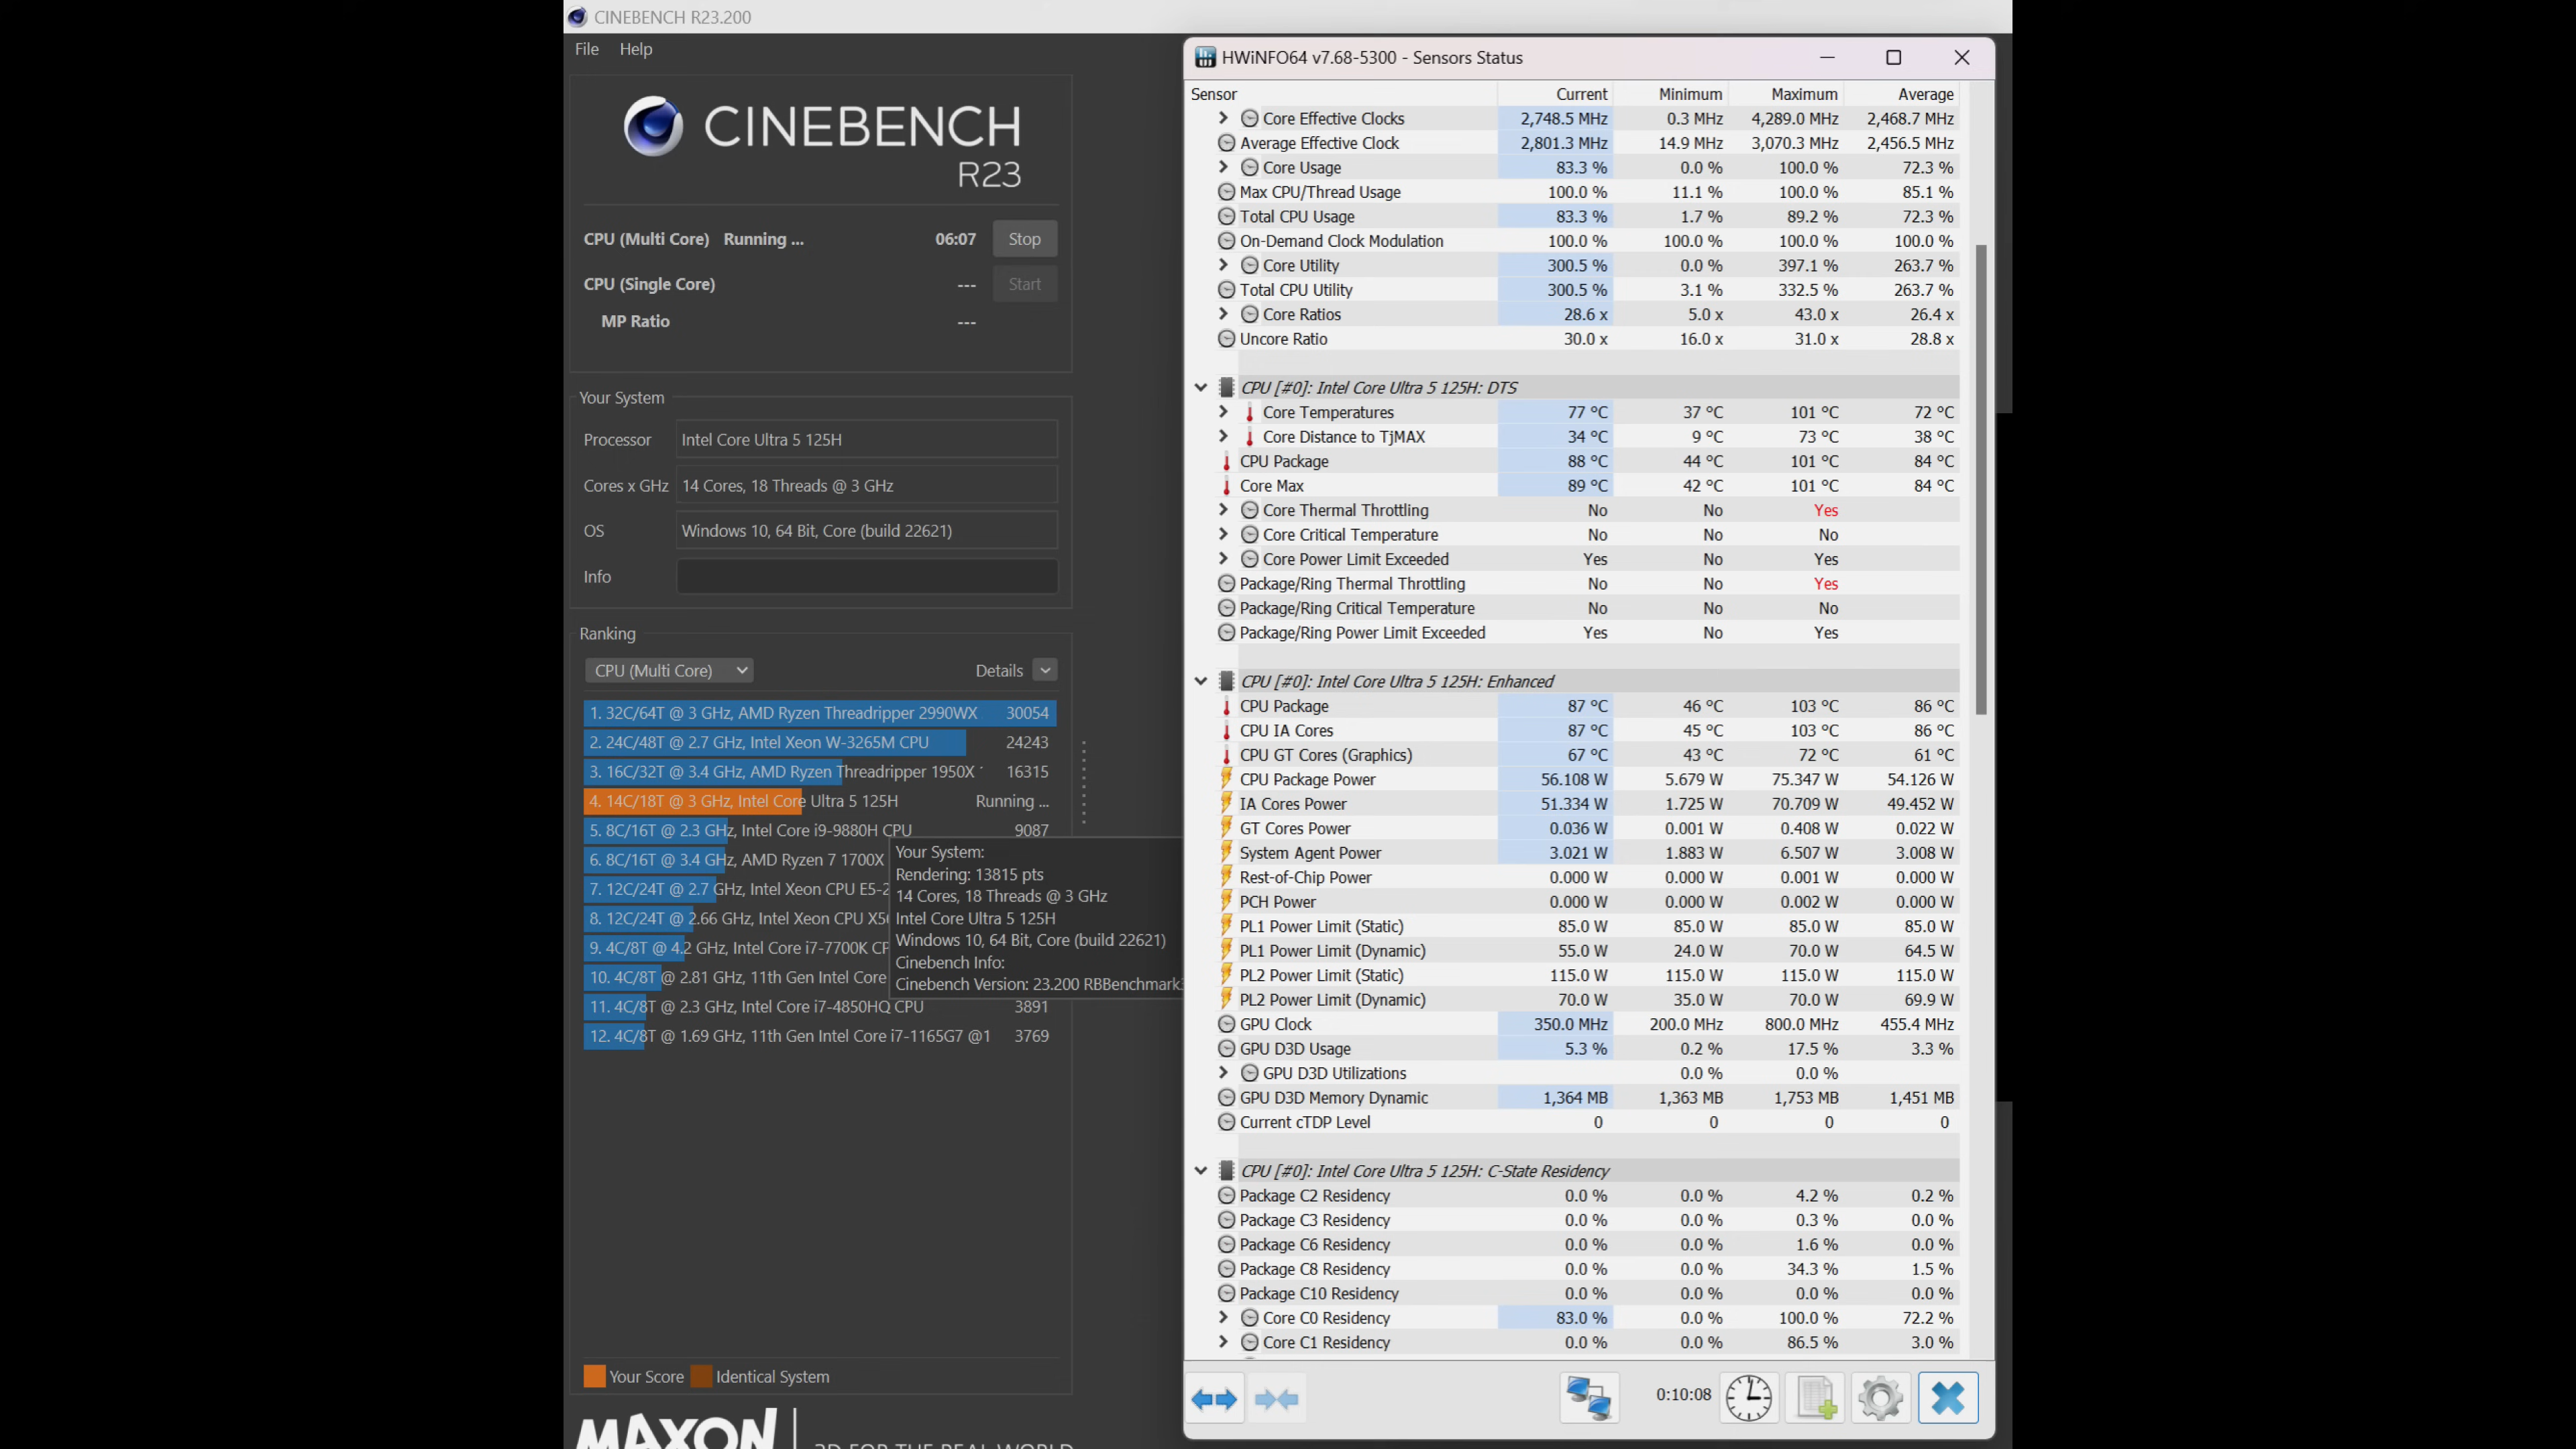 CINEBENCH R23.200
File Help
CINEBENCH
R23
CPU (Multi Core) Running ... 06:07 Stop
CPU (Single Core) --- Start
MP Ratio ---
Your System
Processor Intel Core Ultra 5 125H
Cores x GHz 14 Cores, 18 Threads @ 3 GHz
OS Windows 10, 64 Bit, Core (build 22621)
Info
Ranking
CPU (Multi Core) Details
1. 32C/64T @ 3 GHz, AMD Ryzen Threadripper 2990WX 30054
2. 24C/48T @ 2.7 GHz, Intel Xeon W-3265M CPU 24243
3. 16C/32T @ 3.4 GHz, AMD Ryzen Threadripper 1950X 16315
4. 14C/18T @ 3 GHz, Intel Core Ultra 5 125H Running ...
5. 8C/16T @ 2.3 GHz, Intel Core i9-9880H CPU 9087
6. 8C/16T @ 3.4 GHz, AMD Ryzen 7 1700X
7. 12C/24T @ 2.7 GHz, Intel Xeon CPU E5-2
8. 12C/24T @ 2.66 GHz, Intel Xeon CPU X5
9. 4C/8T @ 4.2 GHz, Intel Core i7-7700K CP
10. 4C/8T @ 2.81 GHz, 11th Gen Intel Core
11. 4C/8T @ 2.3 GHz, Intel Core i7-4850HQ CPU 3891
12. 4C/8T @ 1.69 GHz, 11th Gen Intel Core i7-1165G7 @1 3769
Your System:
Rendering: 13815 pts
14 Cores, 18 Threads @ 3 GHz
Intel Core Ultra 5 125H
Windows 10, 64 Bit, Core (build 22621)
Cinebench Info:
Cinebench Version: 23.200 RBBenchmark
Your Score Identical System
MAXON
3D FOR THE REAL WORLD
HWiNFO64 v7.68-5300 - Sensors Status
Sensor Current Minimum Maximum Average
Core Effective Clocks 2,748.5 MHz 0.3 MHz 4,289.0 MHz 2,468.7 MHz
Average Effective Clock 2,801.3 MHz 14.9 MHz 3,070.3 MHz 2,456.5 MHz
Core Usage 83.3 % 0.0 % 100.0 % 72.3 %
Max CPU/Thread Usage 100.0 % 11.1 % 100.0 % 85.1 %
Total CPU Usage 83.3 % 1.7 % 89.2 % 72.3 %
On-Demand Clock Modulation 100.0 % 100.0 % 100.0 % 100.0 %
Core Utility 300.5 % 0.0 % 397.1 % 263.7 %
Total CPU Utility 300.5 % 3.1 % 332.5 % 263.7 %
Core Ratios 28.6 x 5.0 x 43.0 x 26.4 x
Uncore Ratio 30.0 x 16.0 x 31.0 x 28.8 x
CPU [#0]: Intel Core Ultra 5 125H: DTS
Core Temperatures 77 °C 37 °C 101 °C 72 °C
Core Distance to TjMAX 34 °C 9 °C 73 °C 38 °C
CPU Package 88 °C 44 °C 101 °C 84 °C
Core Max 89 °C 42 °C 101 °C 84 °C
Core Thermal Throttling No No Yes
Core Critical Temperature No No No
Core Power Limit Exceeded Yes No Yes
Package/Ring Thermal Throttling No No Yes
Package/Ring Critical Temperature No No No
Package/Ring Power Limit Exceeded Yes No Yes
CPU [#0]: Intel Core Ultra 5 125H: Enhanced
CPU Package 87 °C 46 °C 103 °C 86 °C
CPU IA Cores 87 °C 45 °C 103 °C 86 °C
CPU GT Cores (Graphics) 67 °C 43 °C 72 °C 61 °C
CPU Package Power 56.108 W 5.679 W 75.347 W 54.126 W
IA Cores Power 51.334 W 1.725 W 70.709 W 49.452 W
GT Cores Power 0.036 W 0.001 W 0.408 W 0.022 W
System Agent Power 3.021 W 1.883 W 6.507 W 3.008 W
Rest-of-Chip Power 0.000 W 0.000 W 0.001 W 0.000 W
PCH Power 0.000 W 0.000 W 0.002 W 0.000 W
PL1 Power Limit (Static) 85.0 W 85.0 W 85.0 W 85.0 W
PL1 Power Limit (Dynamic) 55.0 W 24.0 W 70.0 W 64.5 W
PL2 Power Limit (Static) 115.0 W 115.0 W 115.0 W 115.0 W
PL2 Power Limit (Dynamic) 70.0 W 35.0 W 70.0 W 69.9 W
GPU Clock 350.0 MHz 200.0 MHz 800.0 MHz 455.4 MHz
GPU D3D Usage 5.3 % 0.2 % 17.5 % 3.3 %
GPU D3D Utilizations 0.0 % 0.0 %
GPU D3D Memory Dynamic 1,364 MB 1,363 MB 1,753 MB 1,451 MB
Current cTDP Level 0 0 0 0
CPU [#0]: Intel Core Ultra 5 125H: C-State Residency
Package C2 Residency 0.0 % 0.0 % 4.2 % 0.2 %
Package C3 Residency 0.0 % 0.0 % 0.3 % 0.0 %
Package C6 Residency 0.0 % 0.0 % 1.6 % 0.0 %
Package C8 Residency 0.0 % 0.0 % 34.3 % 1.5 %
Package C10 Residency 0.0 % 0.0 % 0.0 % 0.0 %
Core C0 Residency 83.0 % 0.0 % 100.0 % 72.2 %
Core C1 Residency 0.0 % 0.0 % 86.5 % 3.0 %
0:10:08